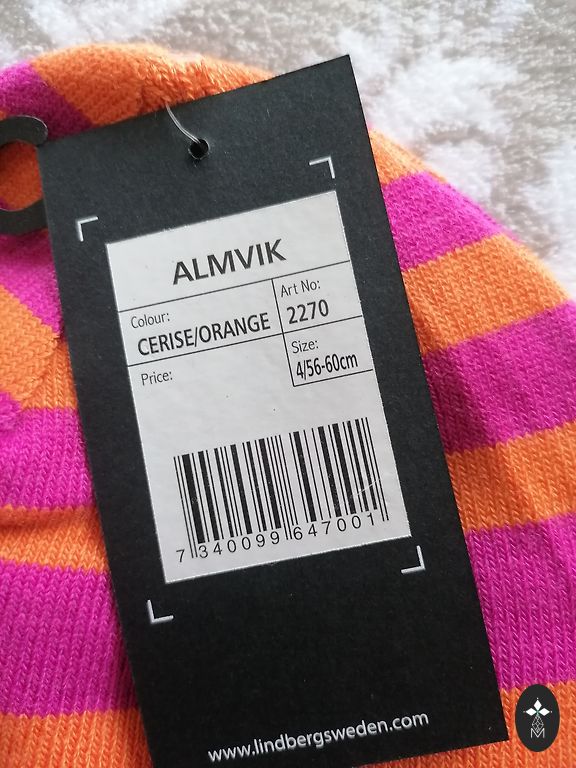 ALMVIK
Colour:
CERISE/ORANGE
Art No:
2270
Price:
Size:
4/56-60cm
7 340099 647001
www.lindbergsweden.com
M